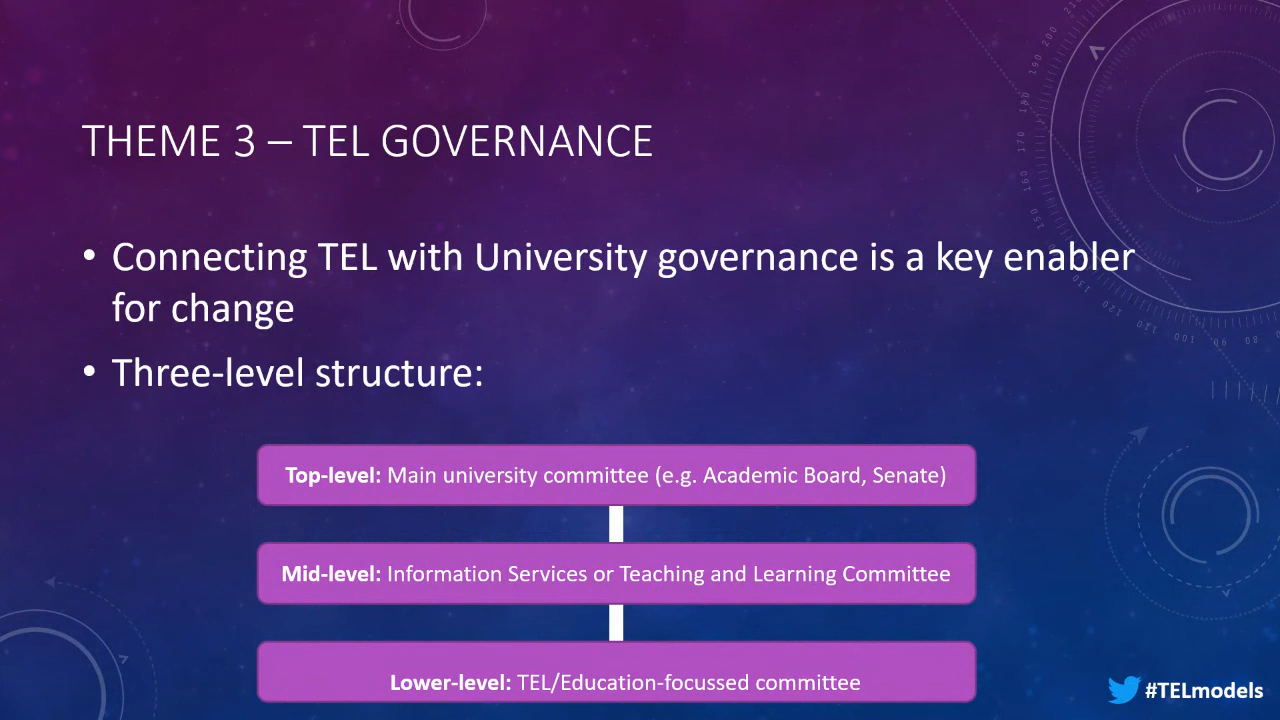 THEME 3 – TEL GOVERNANCE
• Connecting TEL with University governance is a key enabler
for change
• Three-level structure:
Top-level: Main university committee (e.g. Academic Board, Senate)
Mid-level: Information Services or Teaching and Learning Committee
Lower-level: TEL/Education-focussed committee
#TELmodels